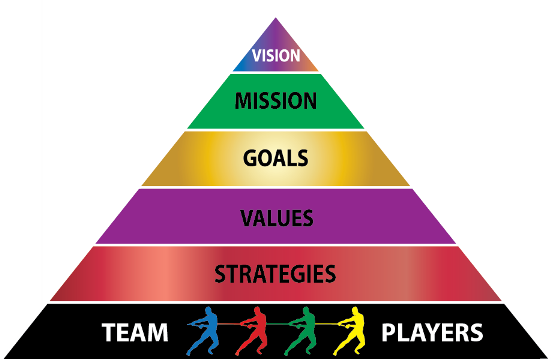 VISION
MISSION
GOALS
VALUES
STRATEGIES
TEAM PLAYERS